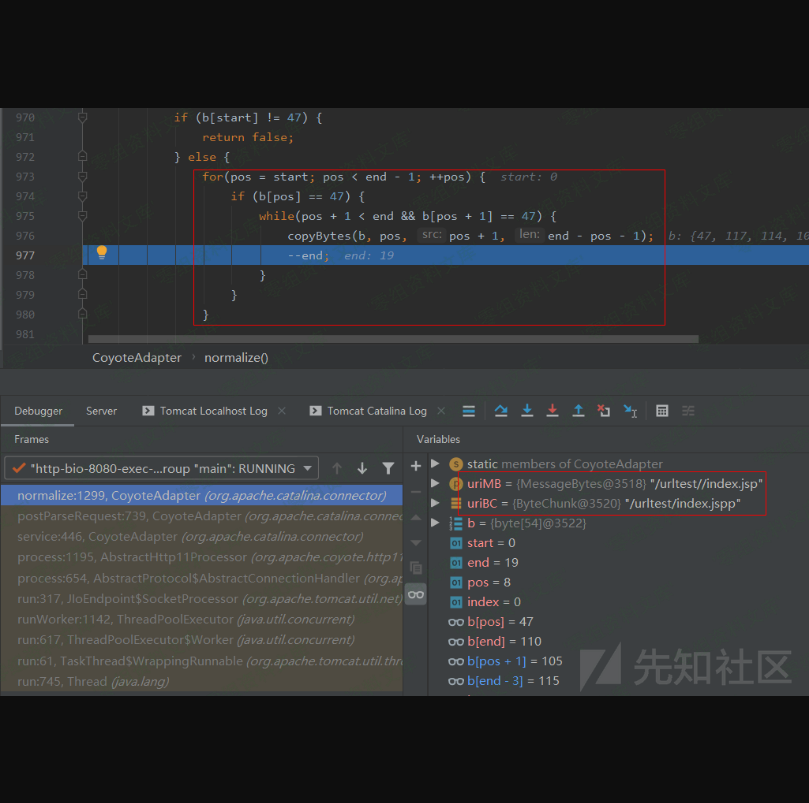 970 if (b[start] != 47) {
971 return false;
972 } else {
973 for(pos = start; pos < end - 1; ++pos) { start: 0
974 if (b[pos] == 47) {
975 while(pos + 1 < end && b[pos + 1] == 47) {
976 copyBytes(b, pos, src: pos + 1, len: end - pos - 1); b: {47, 117, 114, 10
977 --end; end: 19
978 }
979 }
980 }
981
CoyoteAdapter › normalize()
Debugger Server Tomcat Localhost Log × Tomcat Catalina Log ×
Frames
"http-bio-8080-exec-...roup "main": RUNNING
normalize:1299, CoyoteAdapter (org.apache.catalina.connector)
postParseRequest:739, CoyoteAdapter (org.apache.catalina.connec
service:446, CoyoteAdapter (org.apache.catalina.connector)
process:1195, AbstractHttp11Processor (org.apache.coyote.http11
process:654, AbstractProtocol$AbstractConnectionHandler (org.ap
run:317, JIoEndpoint$SocketProcessor (org.apache.tomcat.util.net)
runWorker:1142, ThreadPoolExecutor (java.util.concurrent)
run:617, ThreadPoolExecutor$Worker (java.util.concurrent)
run:61, TaskThread$WrappingRunnable (org.apache.tomcat.util.thr
run:745, Thread (java.lang)
Variables
static members of CoyoteAdapter
uriMB = {MessageBytes@3518} "/urltest//index.jsp"
uriBC = {ByteChunk@3520} "/urltest/index.jspp"
b = {byte[54]@3522}
start = 0
end = 19
pos = 8
index = 0
b[pos] = 47
b[end] = 110
b[pos + 1] = 105
b[end - 3] = 115
先知社区